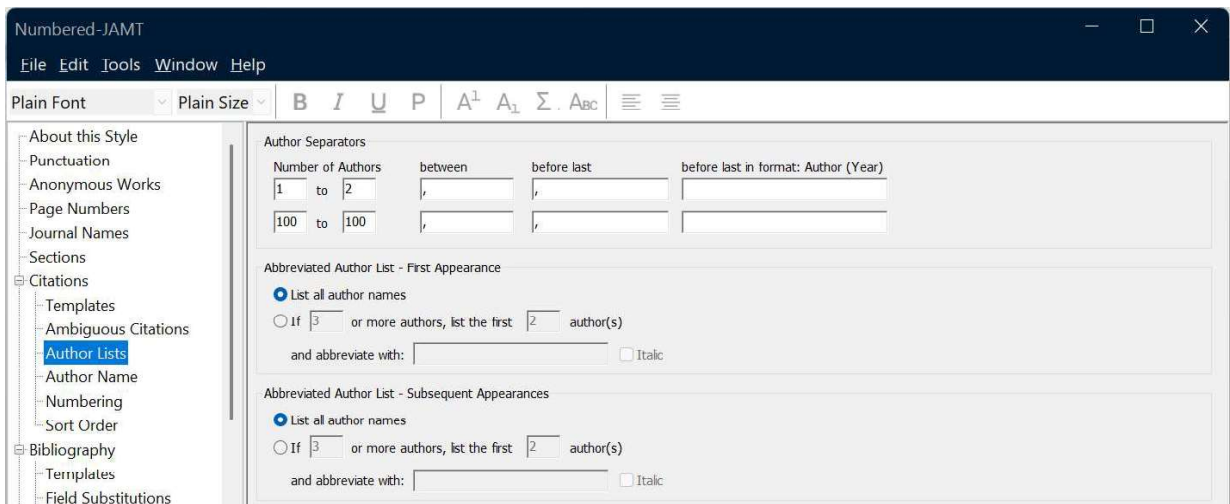 Numbered-JAMT
File Edit Tools Window Help
Plain Font Plain Size B I U P A1 A1 Σ ABC
About this Style
Punctuation
Anonymous Works
Page Numbers
Journal Names
Sections
Citations
Templates
Ambiguous Citations
Author Lists
Author Name
Numbering
Sort Order
Bibliography
Templates
Field Substitutions
Author Separators
Number of Authors between before last before last in format: Author (Year)
1 to 2 , ,
100 to 100 , ,
Abbreviated Author List - First Appearance
List all author names
If 3 or more authors, list the first 2 author(s)
and abbreviate with: Italic
Abbreviated Author List - Subsequent Appearances
List all author names
If 3 or more authors, list the first 2 author(s)
and abbreviate with: Italic